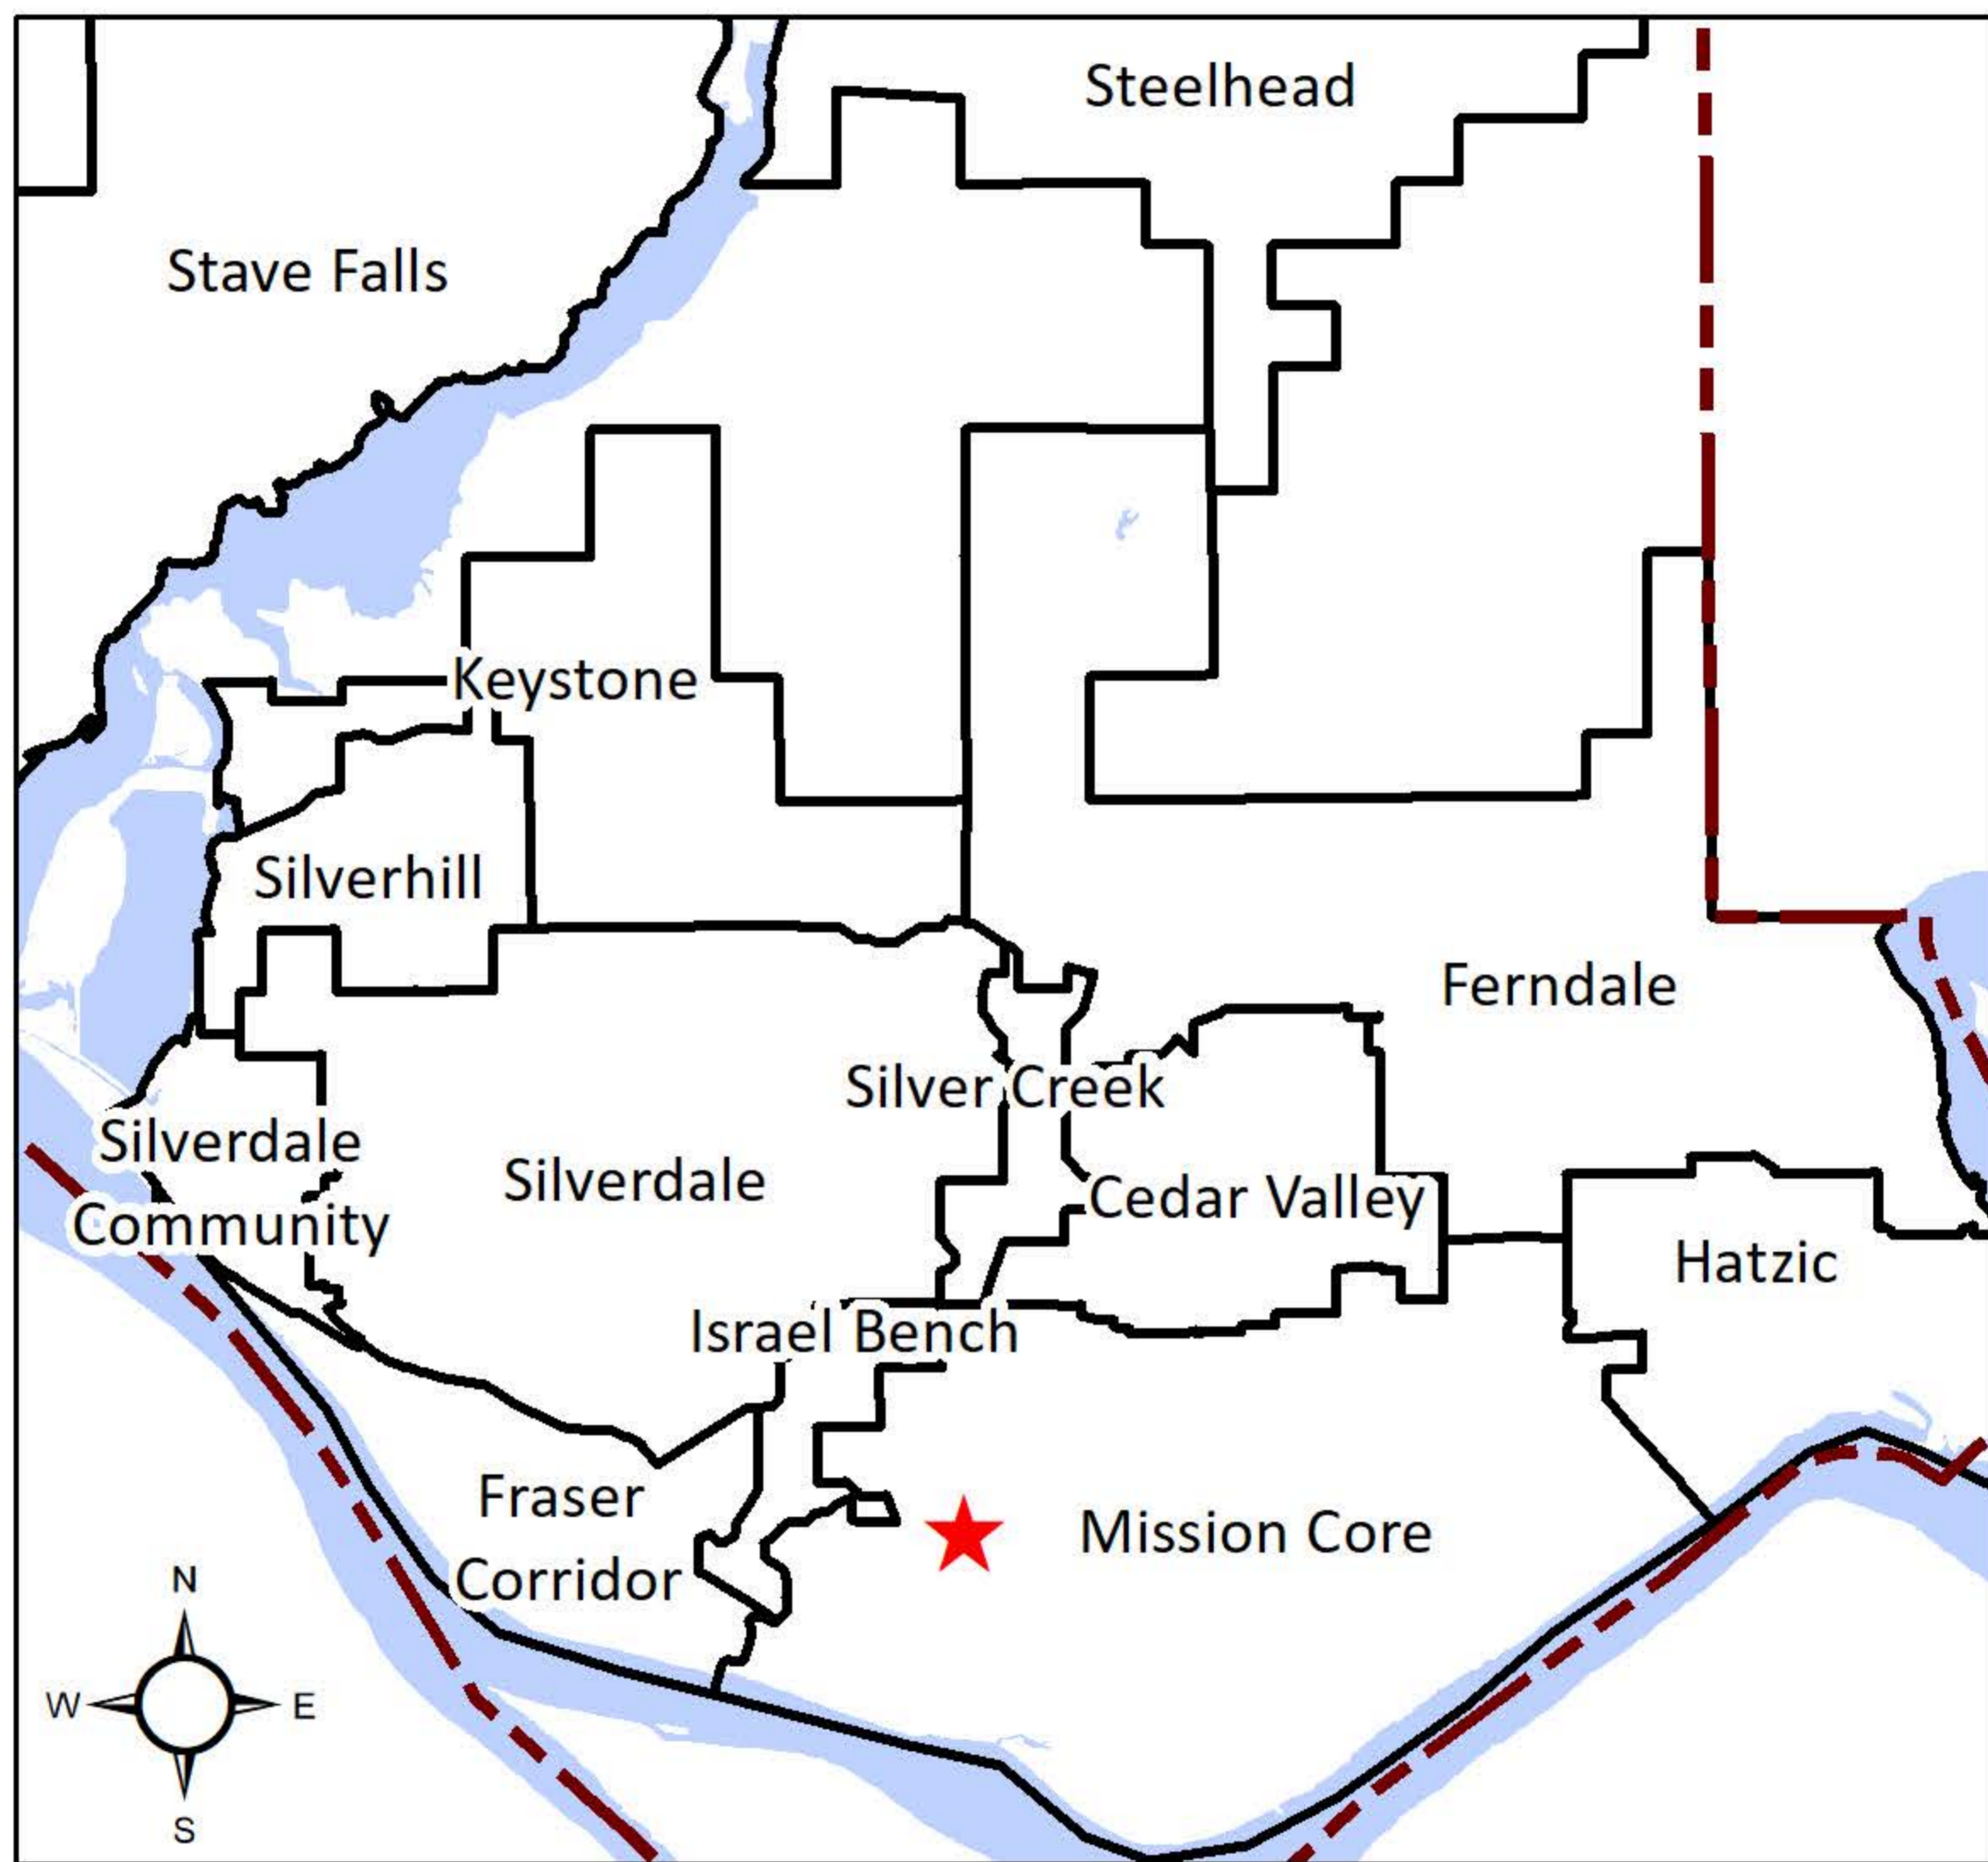 Steelhead
Stave Falls
Keystone
Silverhill
Ferndale
Silver Creek
Silverdale
Community
Silverdale
Cedar Valley
Hatzic
Israel Bench
Fraser
Corridor
Mission Core
N
W
E
S